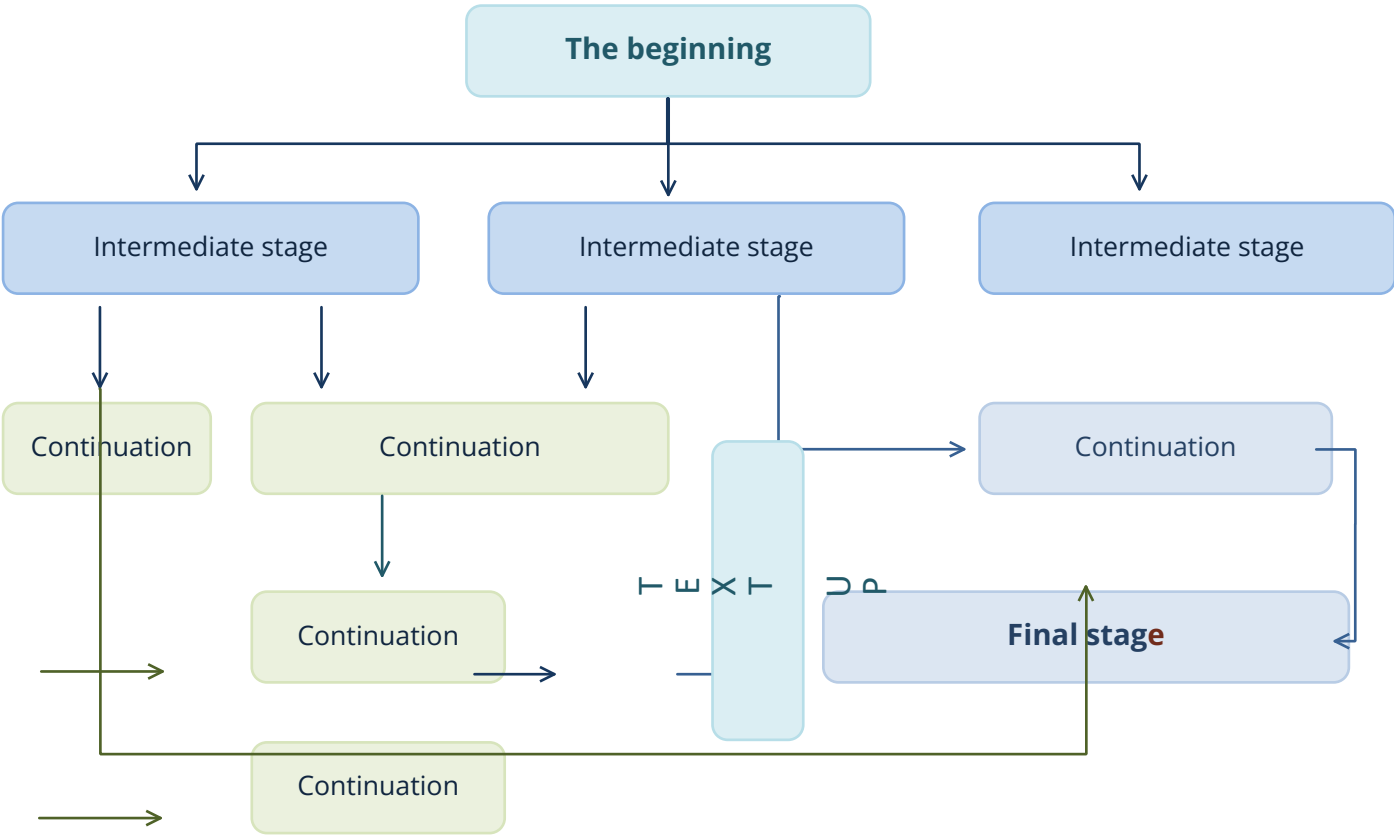 The beginning
Intermediate stage
Intermediate stage
Intermediate stage
Continuation
Continuation
Continuation
TEXT UP
Continuation
Final stage
Continuation